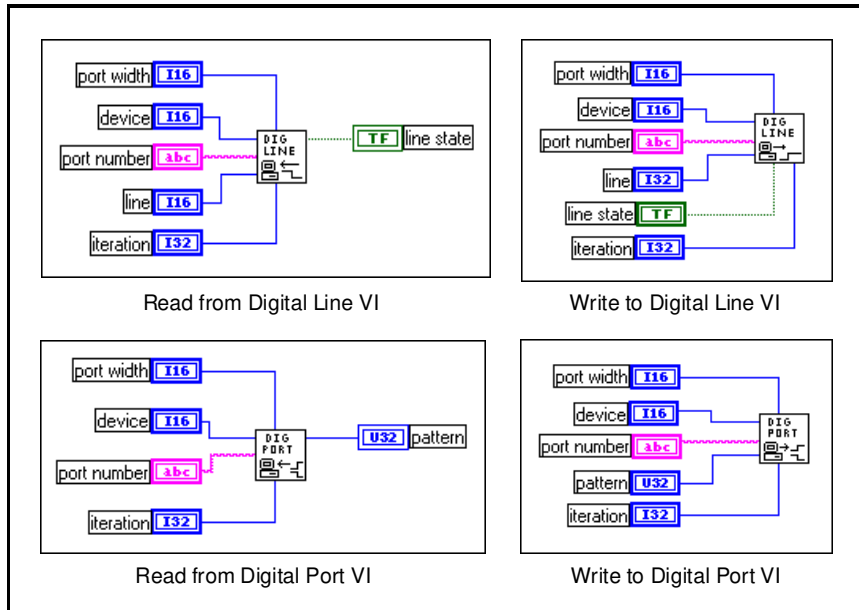 port width I16
device I16
port number abc
line I16
iteration I32
DIG
LINE
TF line state
Read from Digital Line VI
port width I16
device I16
port number abc
line I32
line state TF
iteration I32
DIG
LINE
Write to Digital Line VI
port width I16
device I16
port number abc
iteration I32
DIG
PORT
U32 pattern
Read from Digital Port VI
port width I16
device I16
port number abc
pattern U32
iteration I32
DIG
PORT
Write to Digital Port VI